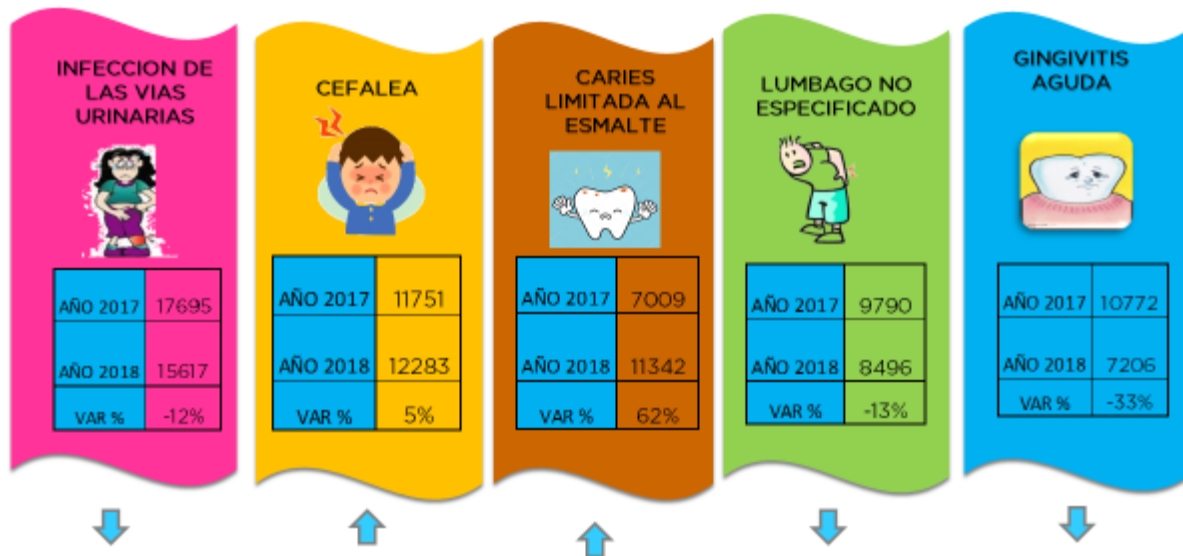 INFECCION DE
LAS VIAS
URINARIAS
AÑO 2017 17695
AÑO 2018 15617
VAR % -12%
CEFALEA
AÑO 2017 11751
AÑO 2018 12283
VAR % 5%
CARIES
LIMITADA AL
ESMALTE
AÑO 2017 7009
AÑO 2018 11342
VAR % 62%
LUMBAGO NO
ESPECIFICADO
AÑO 2017 9790
AÑO 2018 8496
VAR % -13%
GINGIVITIS
AGUDA
AÑO 2017 10772
AÑO 2018 7206
VAR % -33%